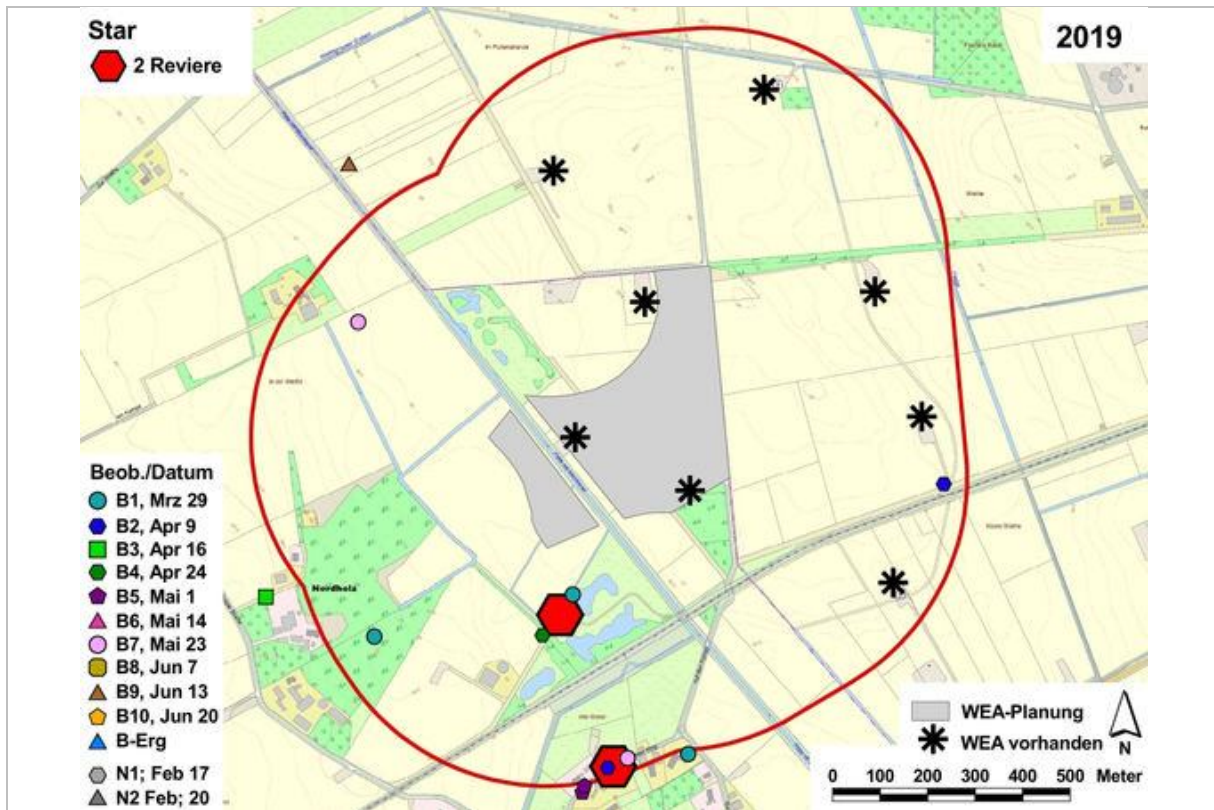 Star
2 Reviere
2019
Nordholz
Beob./Datum
B1, Mrz 29
B2, Apr 9
B3, Apr 16
B4, Apr 24
B5, Mai 1
B6, Mai 14
B7, Mai 23
B8, Jun 7
B9, Jun 13
B10, Jun 20
B-Erg
N1; Feb 17
N2 Feb; 20
WEA-Planung
WEA vorhanden
N
0 100 200 300 400 500 Meter